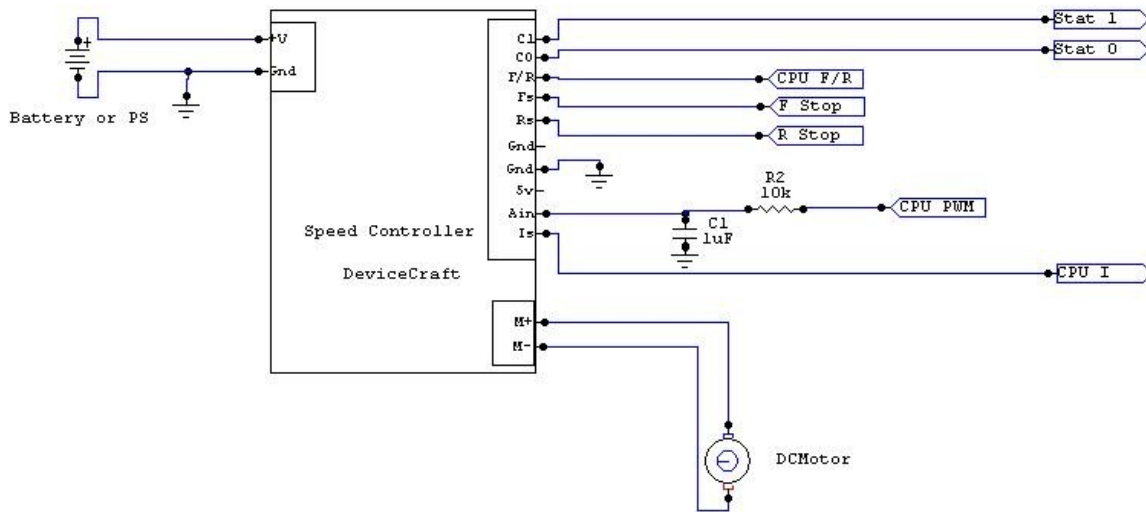 C1
Stat 1
+V
C0
Stat 0
Gnd
F/R
CPU F/R
Fs
F Stop
Battery or PS
Rs
R Stop
Gnd
Gnd
5v
R2
10k
Ain
CPU PWM
C1
1uF
Speed Controller
Is
DeviceCraft
CPU I
M+
M-
DCMotor